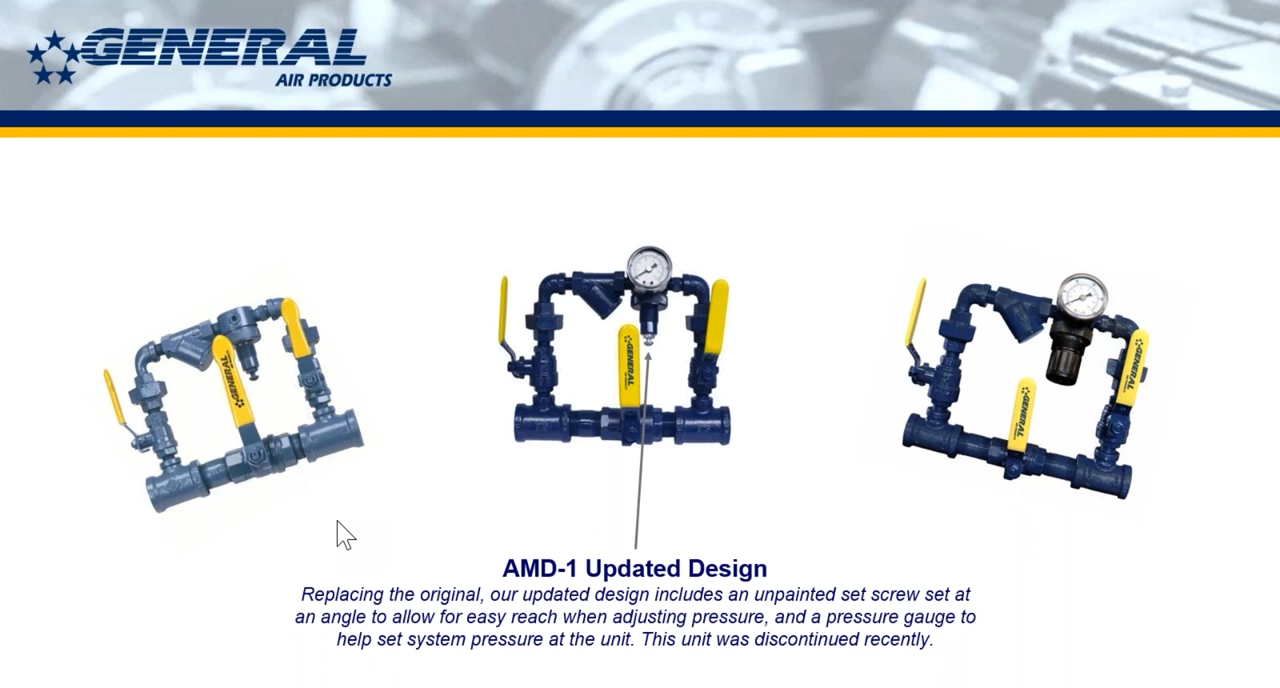 GENERAL
AIR PRODUCTS
GENERAL
GENERAL
GENERAL
GENERAL
AMD-1 Updated Design
Replacing the original, our updated design includes an unpainted set screw set at
an angle to allow for easy reach when adjusting pressure, and a pressure gauge to
help set system pressure at the unit. This unit was discontinued recently.